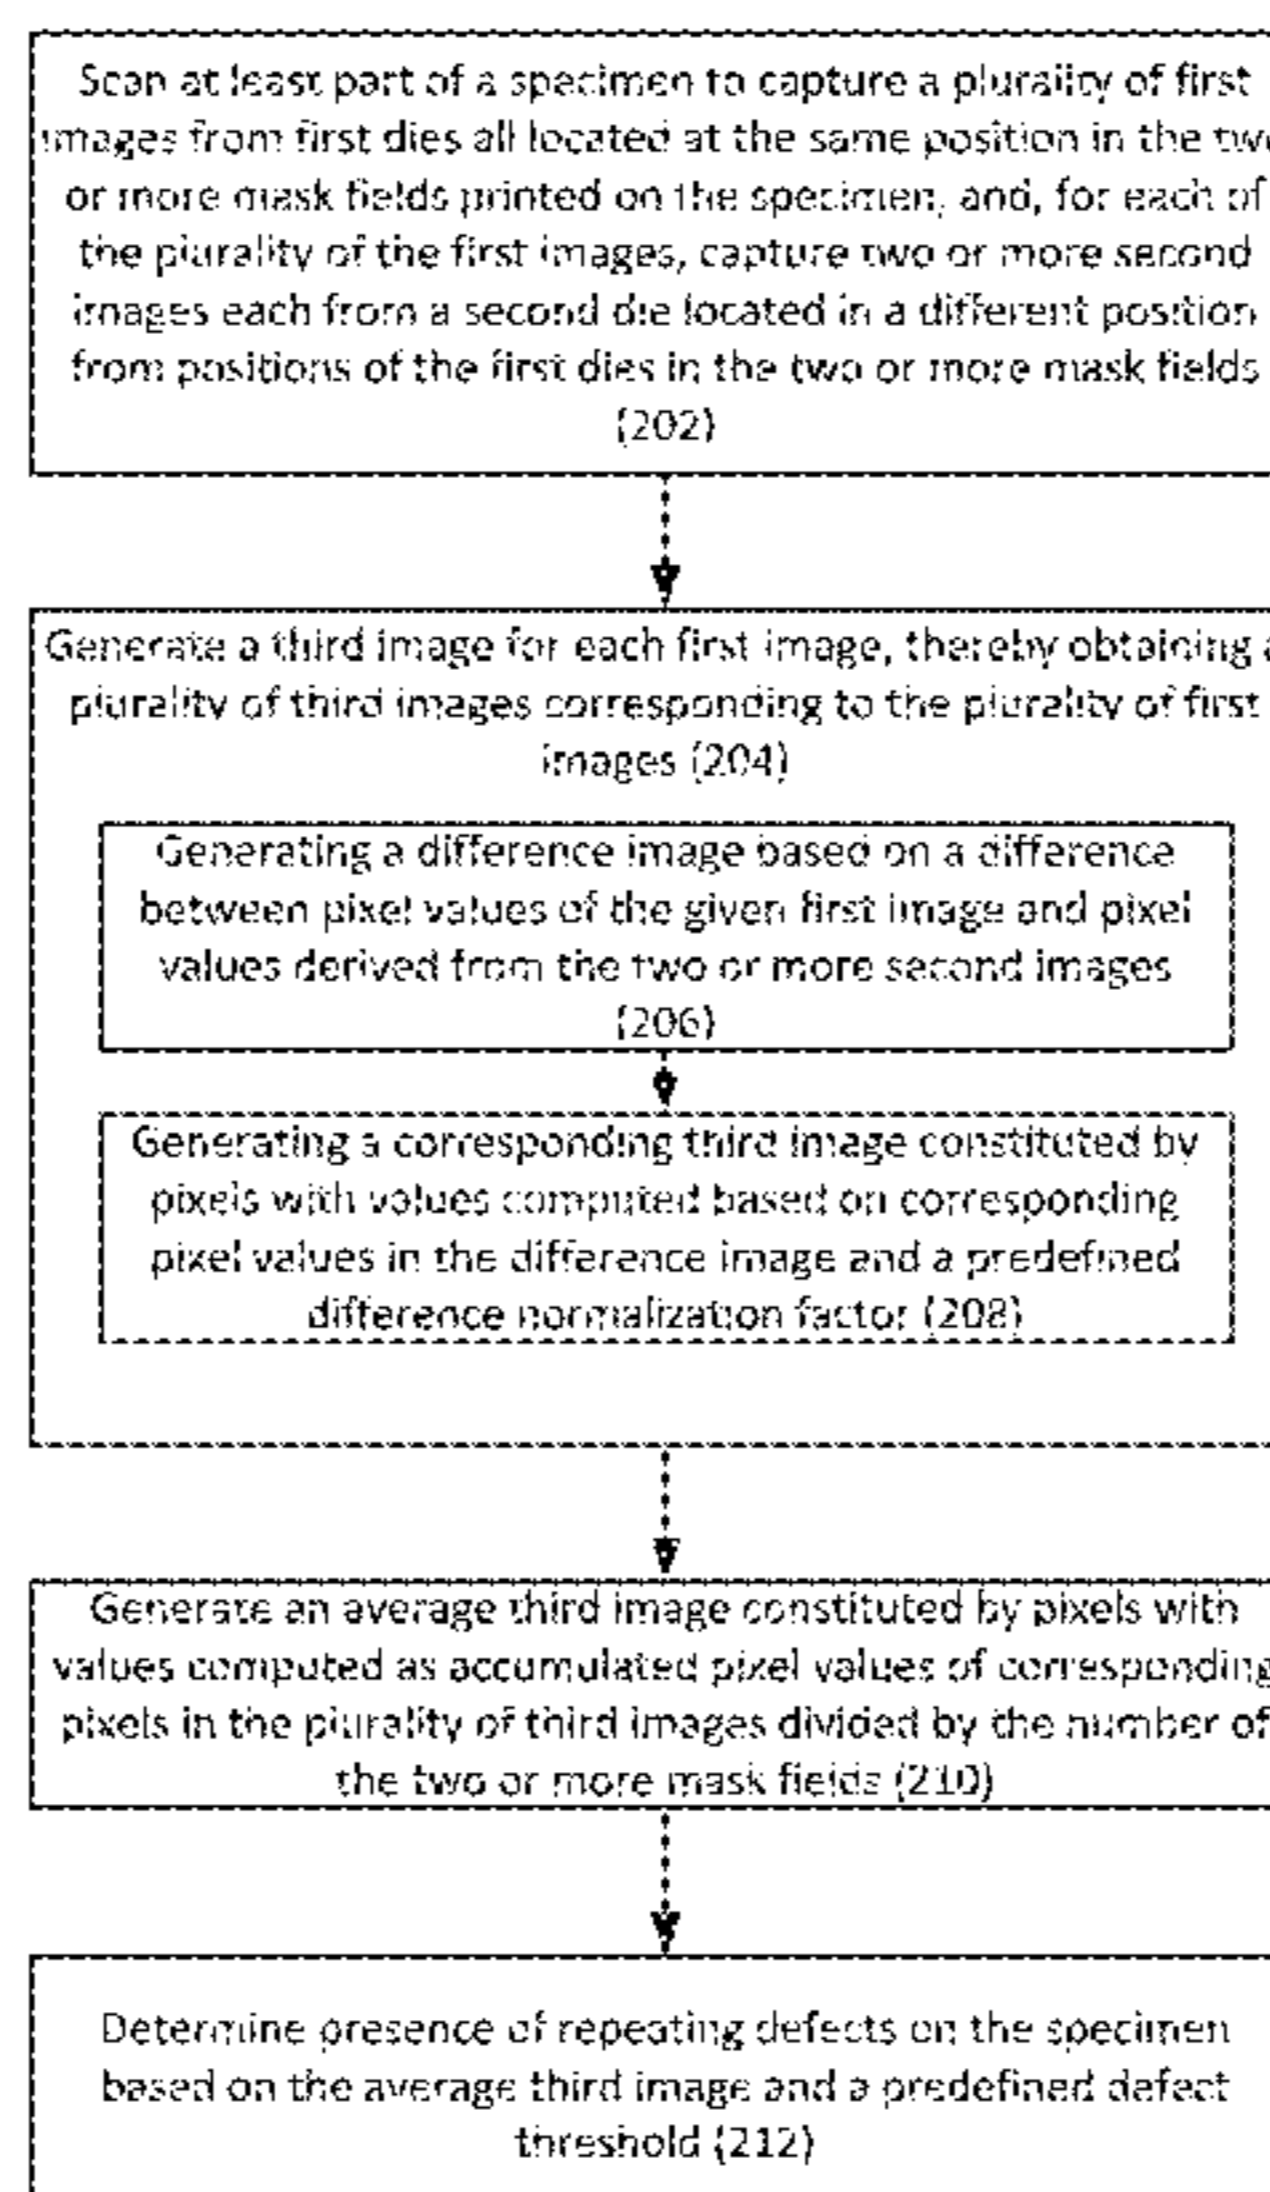 Scan at least part of a specimen to capture a plurality of first
images from first dies all located at the same position in the two
or more mask fields printed on the specimen, and, for each of
the plurality of the first images, capture two or more second
images each from a second die located in a different position
from positions of the first dies in the two or more mask fields
(202)
Generate a third image for each first image, thereby obtaining a
plurality of third images corresponding to the plurality of first
images (204)
Generating a difference image based on a difference
between pixel values of the given first image and pixel
values derived from the two or more second images
(206)
Generating a corresponding third image constituted by
pixels with values computed based on corresponding
pixel values in the difference image and a predefined
difference normalization factor (208)
Generate an average third image constituted by pixels with
values computed as accumulated pixel values of corresponding
pixels in the plurality of third images divided by the number of
the two or more mask fields (210)
Determine presence of repeating defects on the specimen
based on the average third image and a predefined defect
threshold (212)